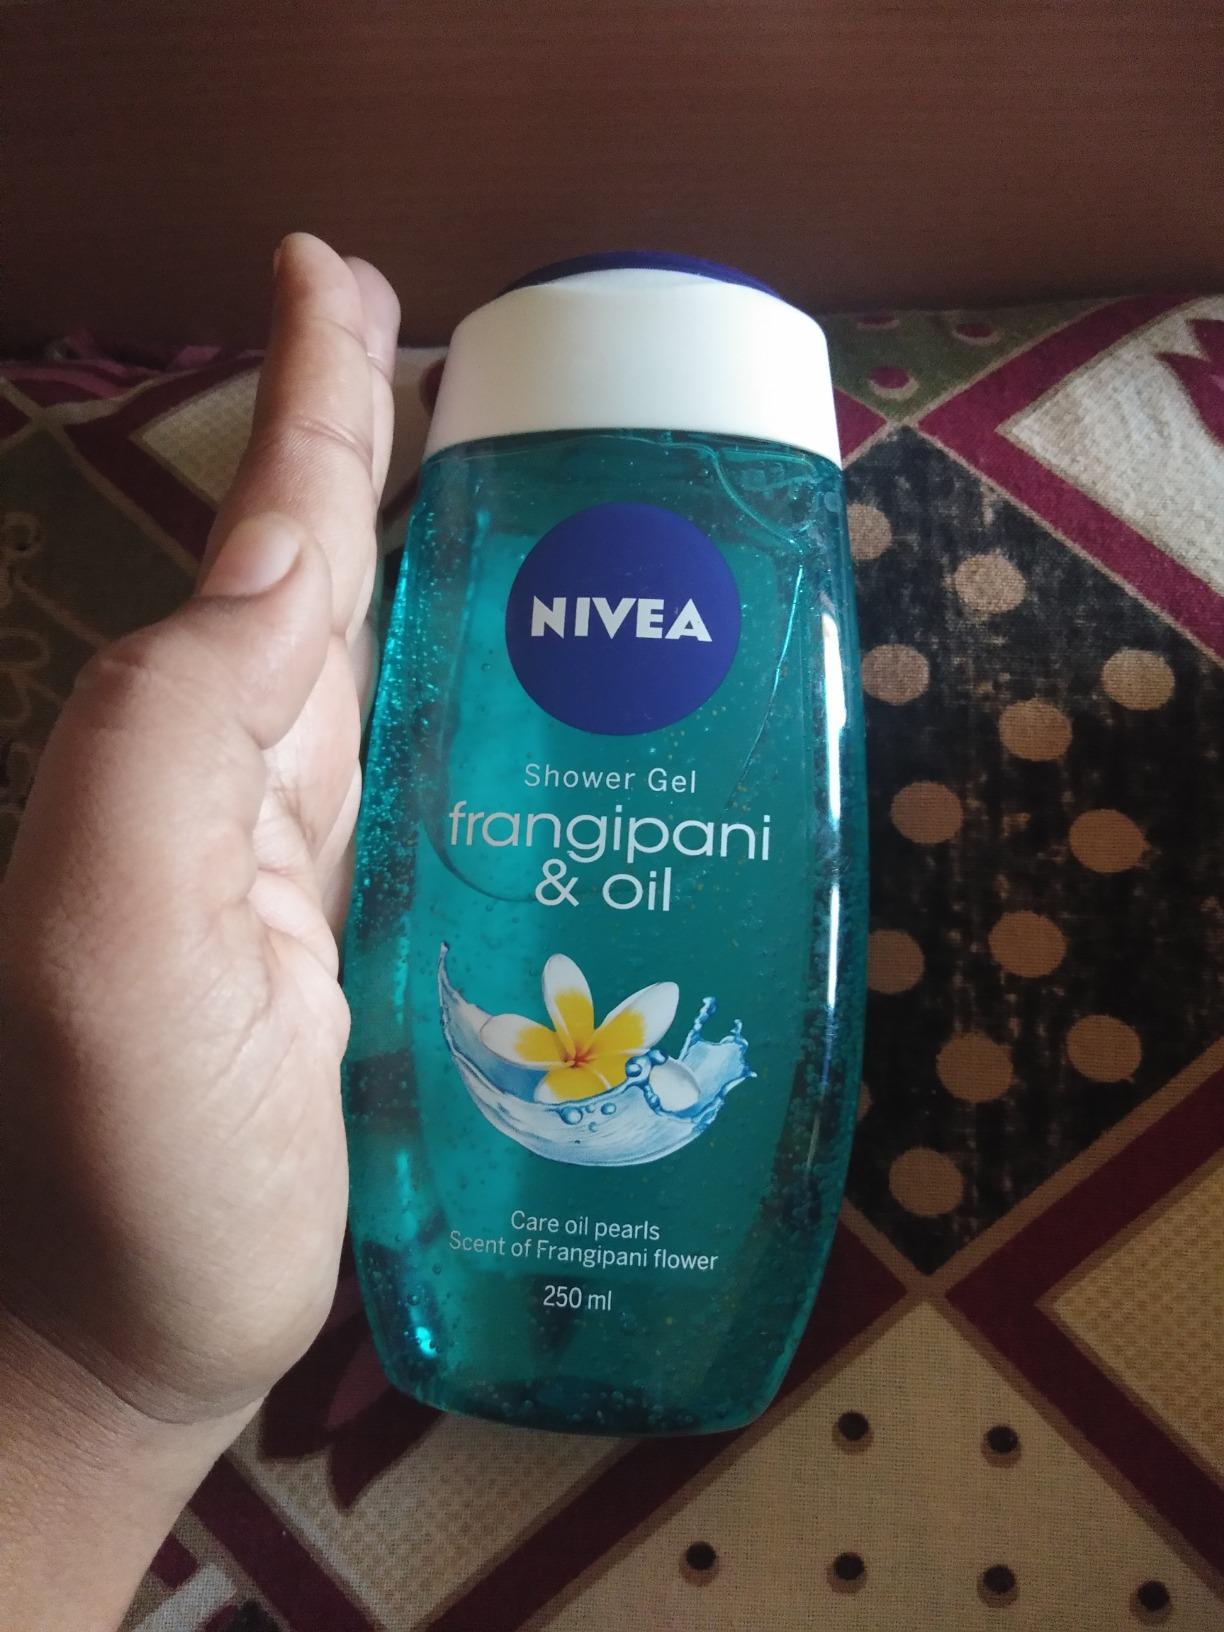 NIVEA
Shower Gel
frangipani
& oil
Care oil pearls
Scent of Frangipani flower
250 ml